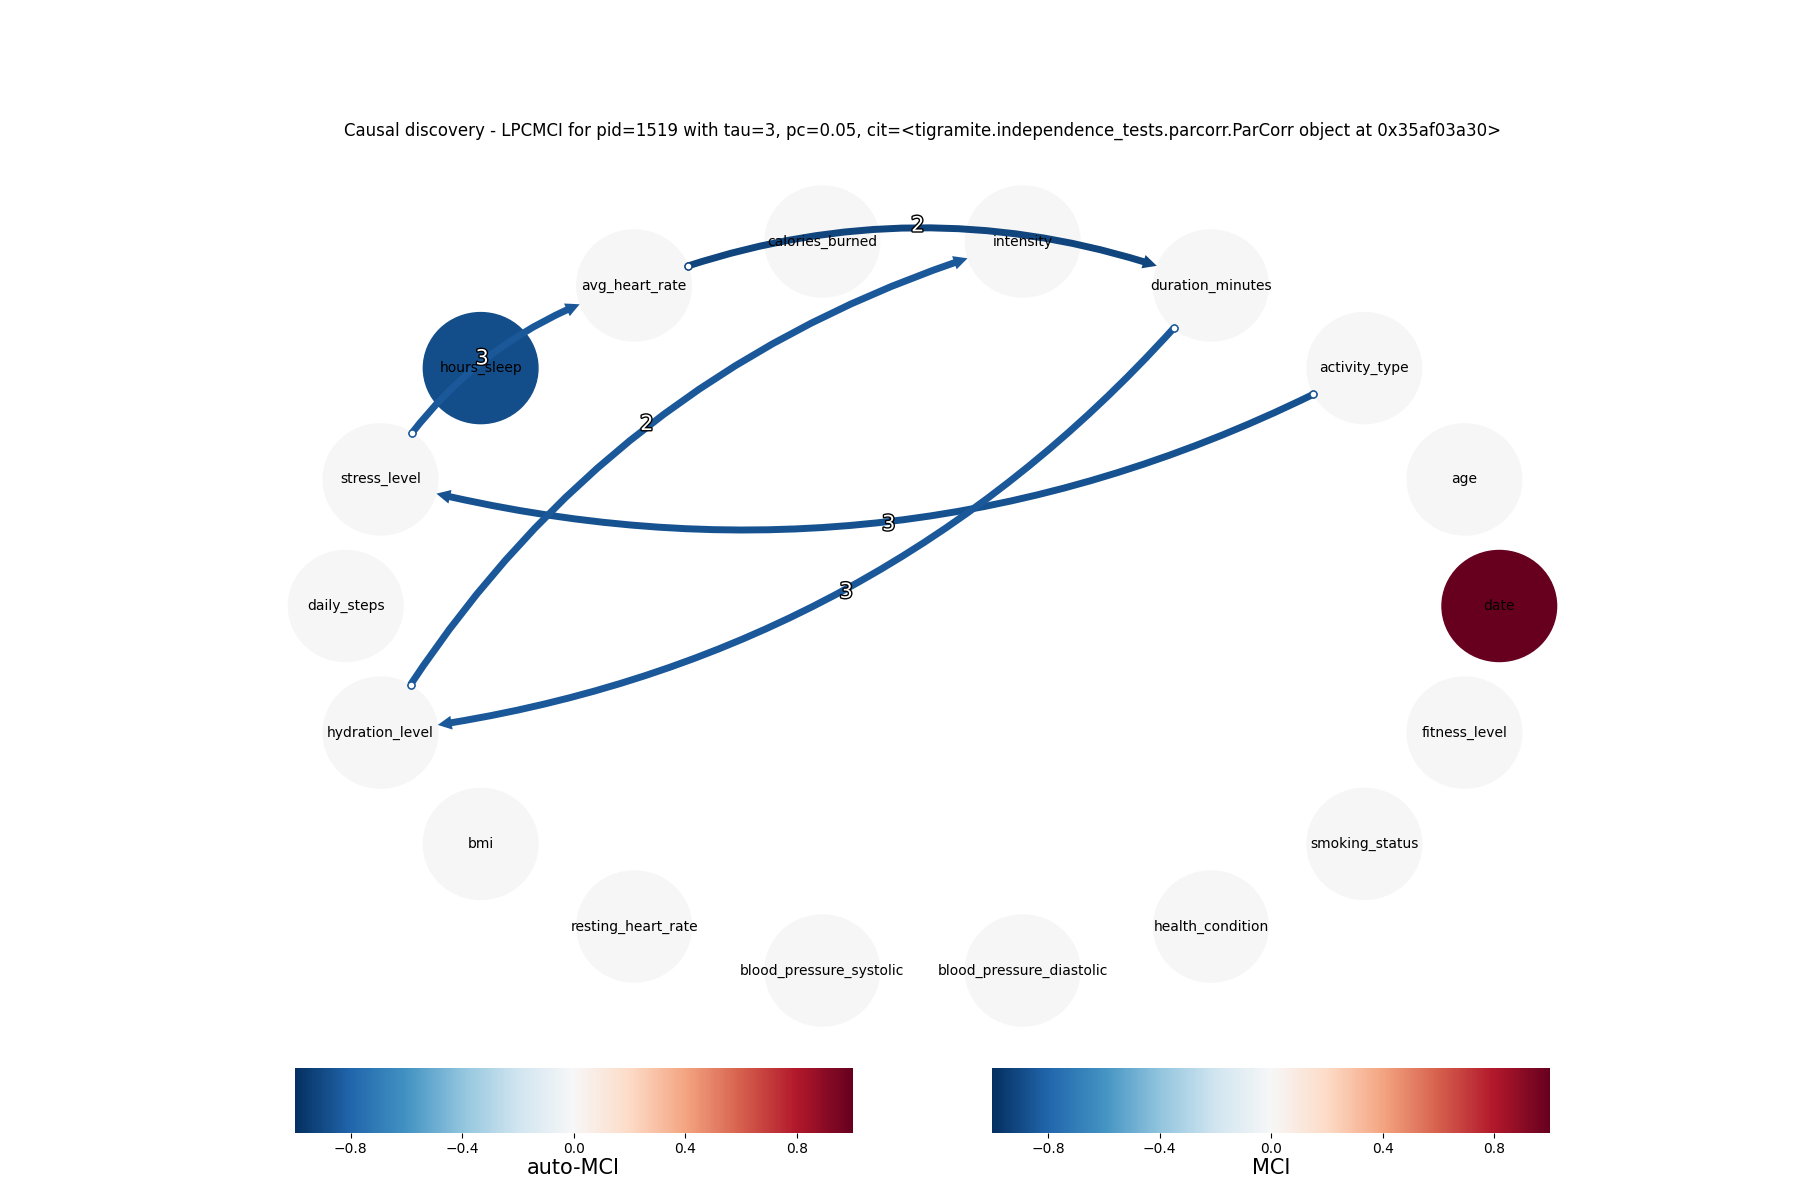 Causal discovery - LPCMCI for pid=1519 with tau=3, pc=0.05, cit=<tigramite.independence_tests.parcorr.ParCorr object at 0x35af03a30>
2
calories_burned
intensity
avg_heart_rate
duration_minutes
3
hours_sleep
activity_type
2
stress_level
age
3
3
daily_steps
date
hydration_level
fitness_level
bmi
smoking_status
resting_heart_rate
health_condition
blood_pressure_systolic
blood_pressure_diastolic
−0.8 −0.4 0.0 0.4 0.8
auto-MCI
−0.8 −0.4 0.0 0.4 0.8
MCI